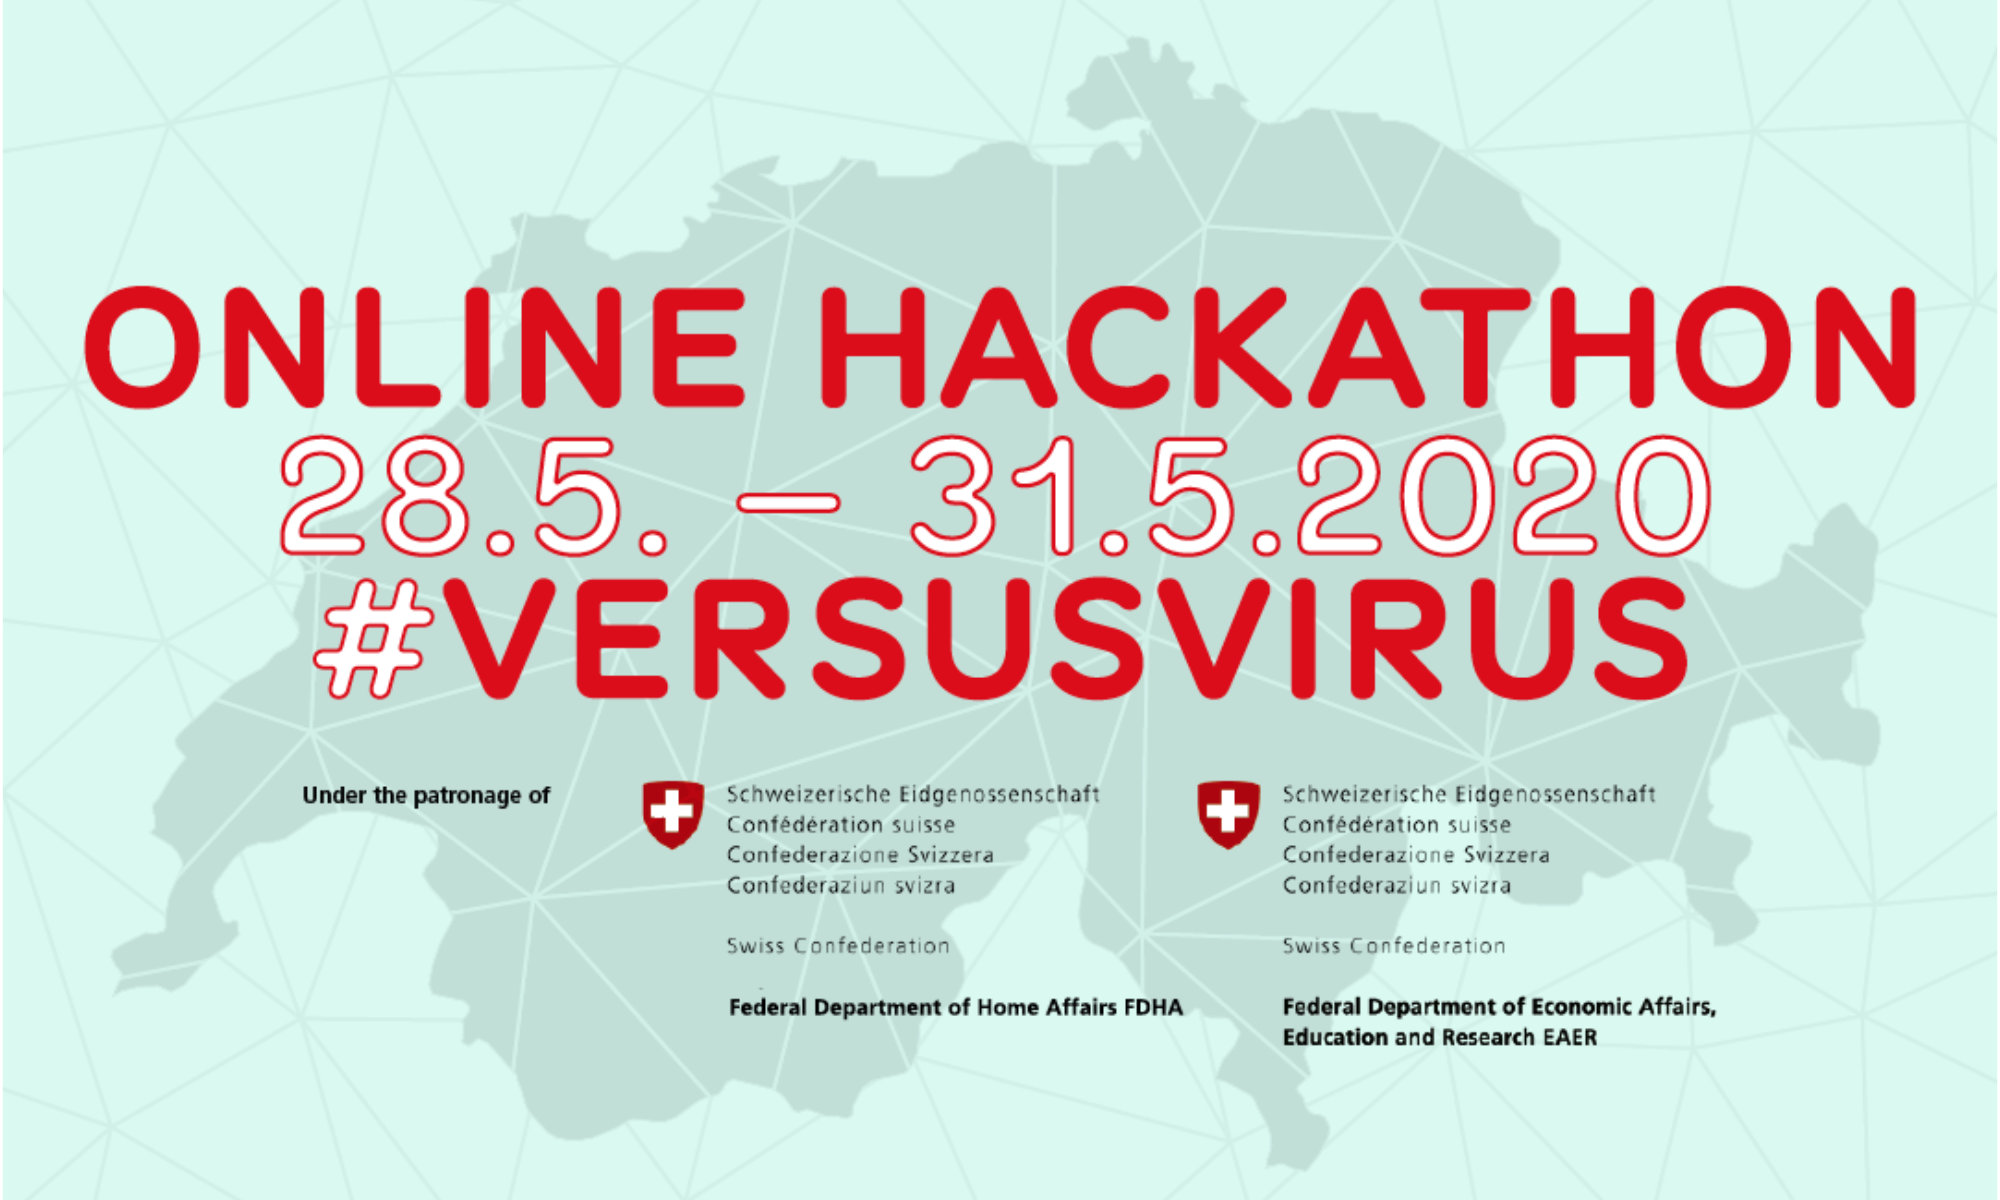 ONLINE HACKATHON
28.5. – 31.5.2020
#VERSUSVIRUS
Under the patronage of
Schweizerische Eidgenossenschaft
Confédération suisse
Confederazione Svizzera
Confederaziun svizra
Swiss Confederation
Federal Department of Home Affairs FDHA
Schweizerische Eidgenossenschaft
Confédération suisse
Confederazione Svizzera
Confederaziun svizra
Swiss Confederation
Federal Department of Economic Affairs,
Education and Research EAER